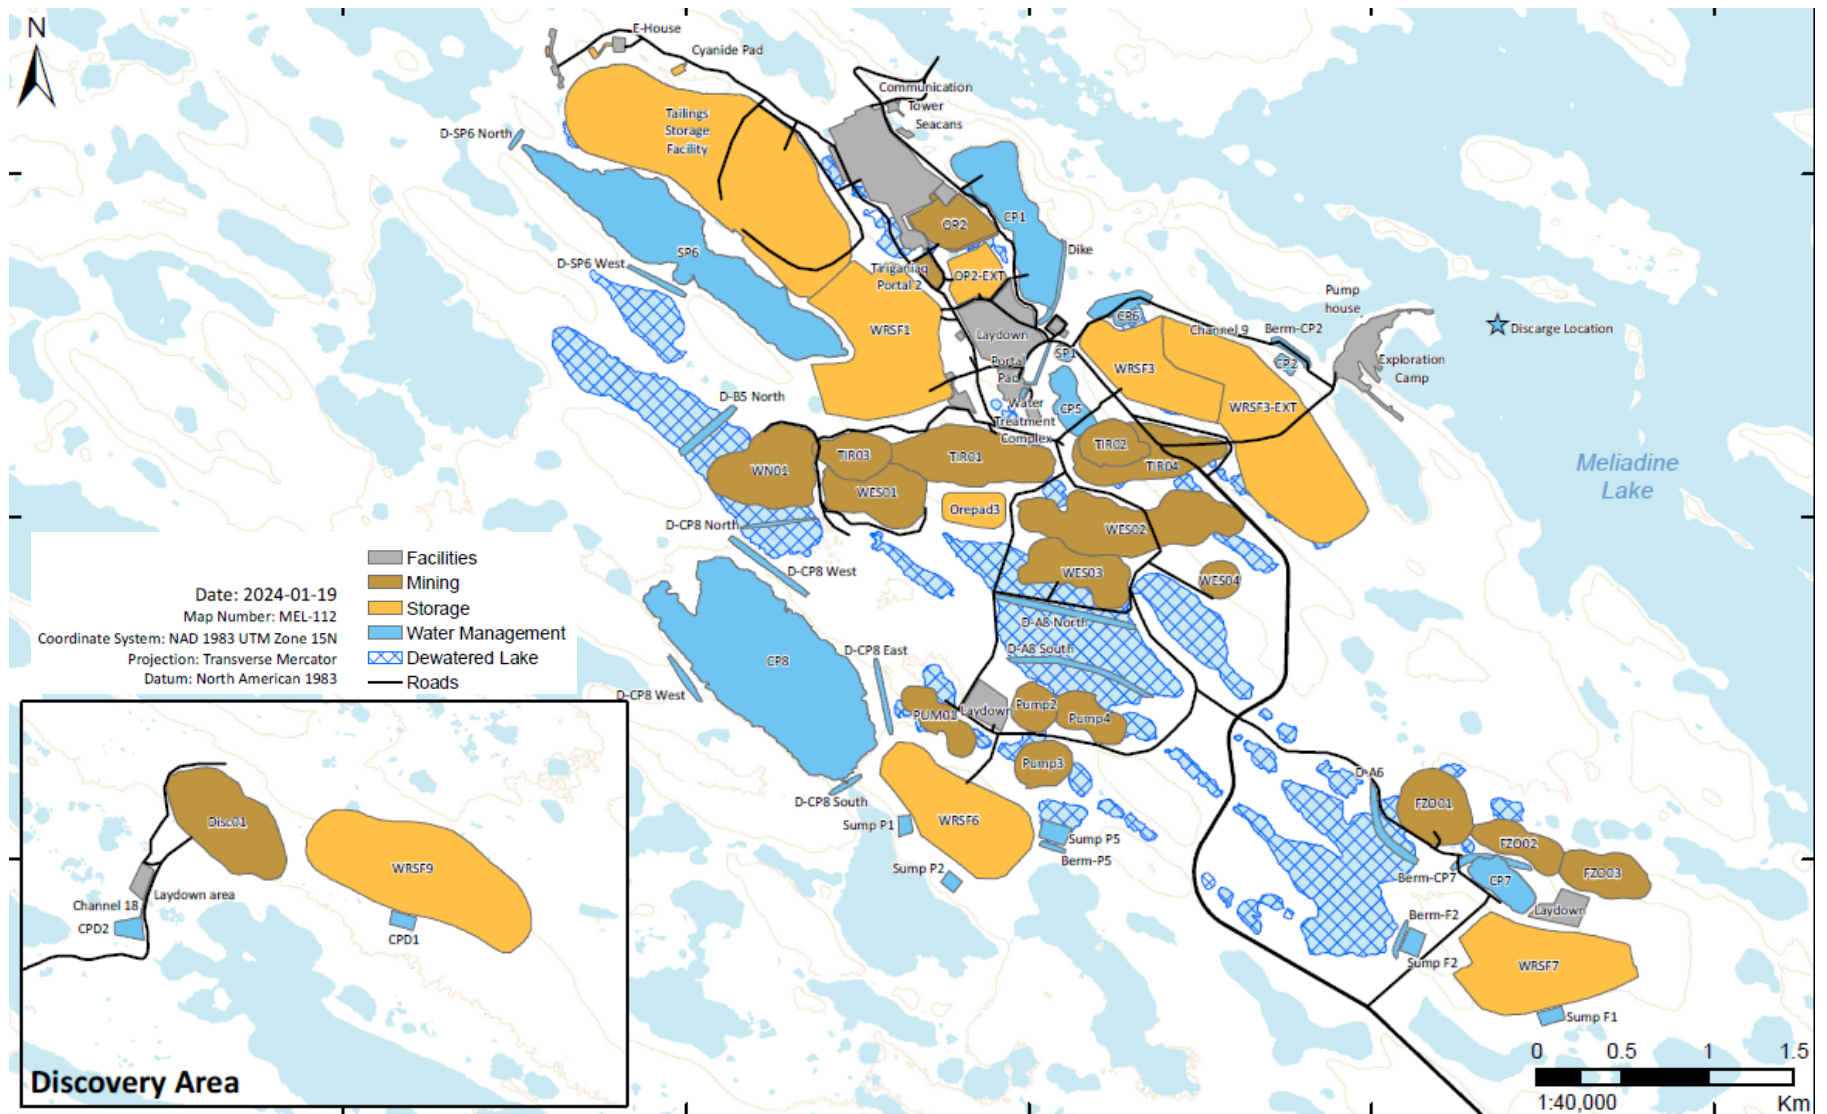 N
E-House
Cyanide Pad
Communication
Tower
Seacans
Tailings
Storage
Facility
D-SP6 North
OP2
CP1
Dike
SP6
D-SP6 West
Tiriganiaq
Portal 2
OP2-EXT
Pump
house
CP6
WRSF1
Laydown
Channel 9
Berm-CP2
Discarge Location
SP1
Portal
Pad
WRSF3
CP2
Exploration
Camp
D-B5 North
Water
Treatment
Complex
CP5
WRSF3-EXT
TIR03
TIR01
TIR02
TIR04
WN01
WES01
Meliadine
Lake
Orepad3
D-CP8 North
WES02
D-CP8 West
WES03
WES04
Facilities
Mining
Storage
Water Management
Dewatered Lake
Roads
Date: 2024-01-19
Map Number: MEL-112
Coordinate System: NAD 1983 UTM Zone 15N
Projection: Transverse Mercator
Datum: North American 1983
D-A8 North
D-A8 South
CP8
D-CP8 East
D-CP8 West
PUM01
Laydown
Pump2
Pump4
Pump3
D-A6
D-CP8 South
FZO01
Sump P1
WRSF6
Sump P5
Berm-P5
FZO02
Sump P2
Berm-CP7
CP7
FZO03
Laydown
Berm-F2
Sump F2
WRSF7
Sump F1
Disc01
WRSF9
Laydown area
Channel 18
CPD2
CPD1
Discovery Area
0 0.5 1 1.5
1:40,000 Km